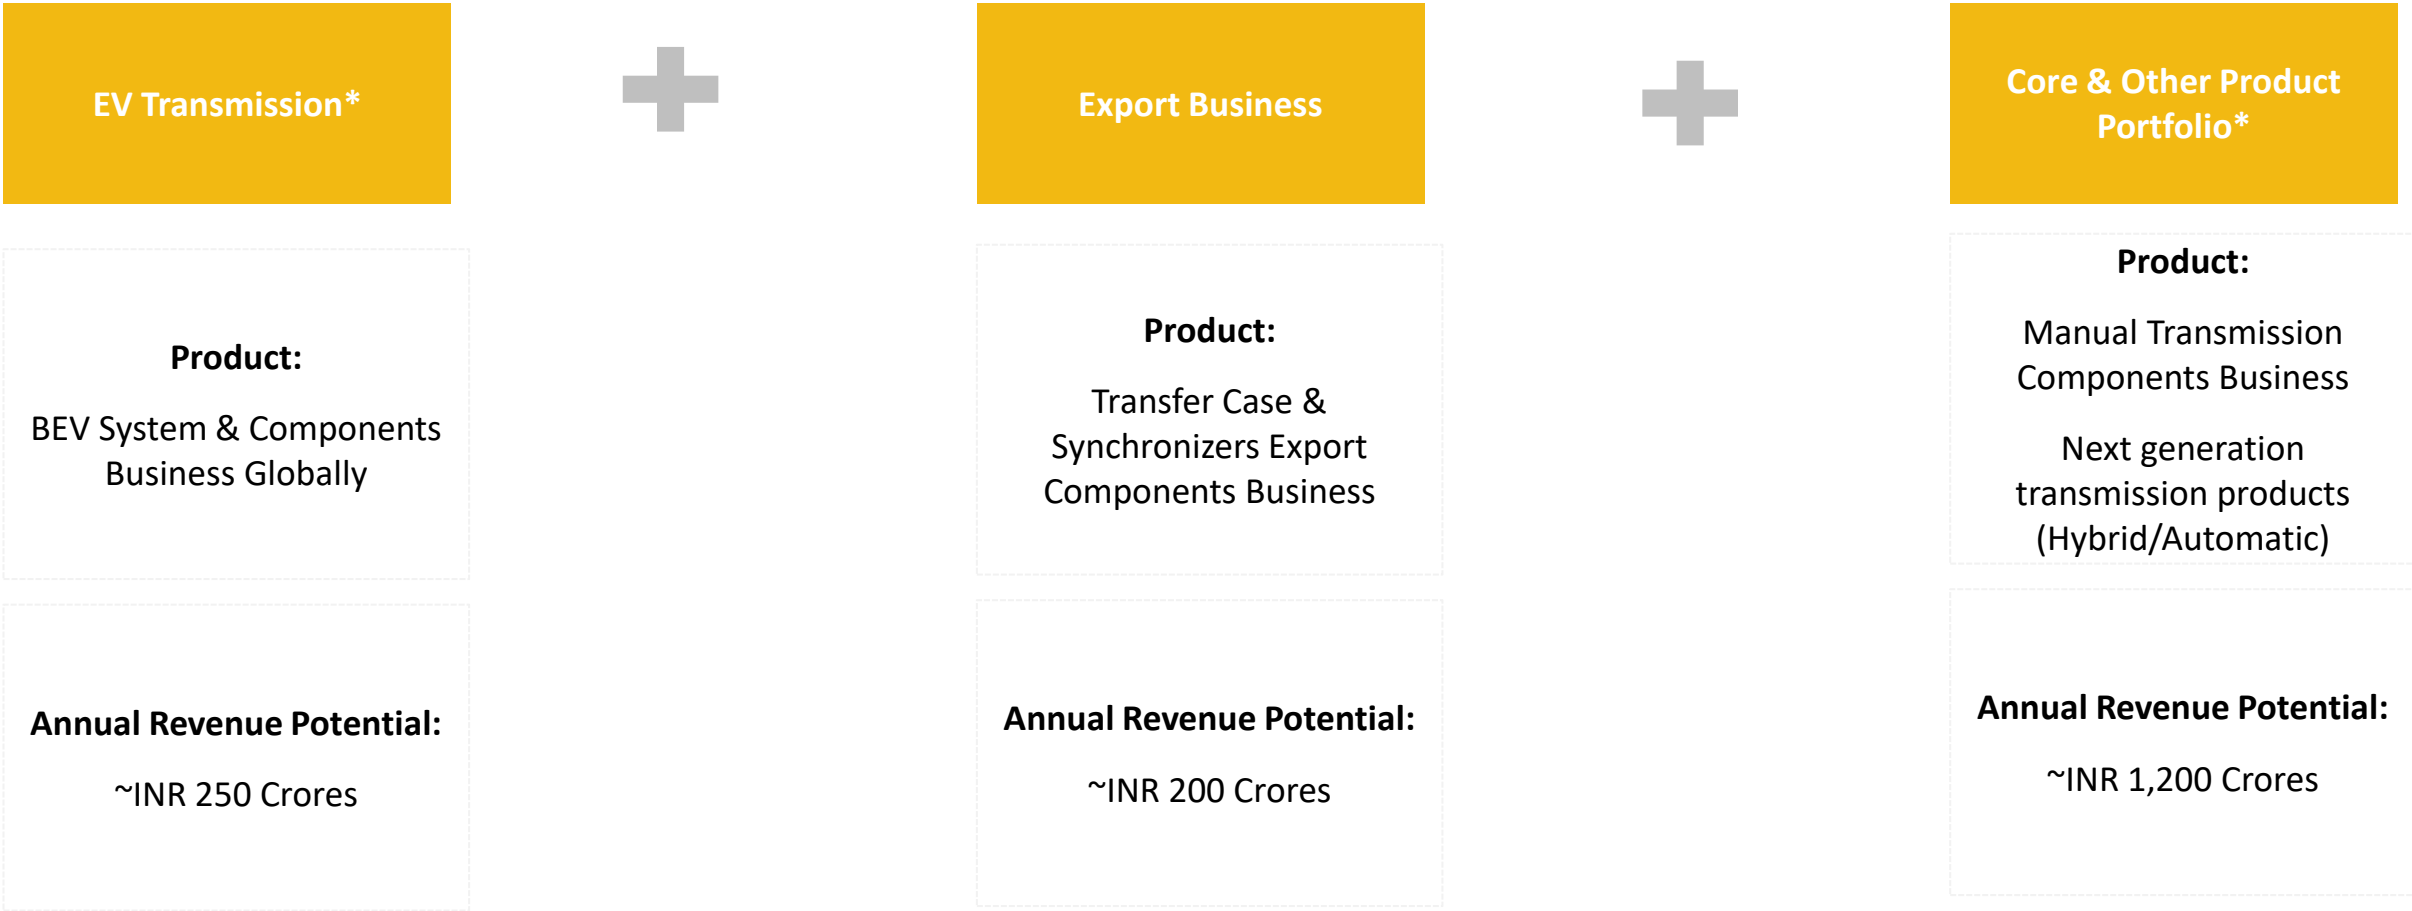 EV Transmission*
Export Business
Core & Other Product
Portfolio*
Product:
BEV System & Components
Business Globally
Product:
Transfer Case &
Synchronizers Export
Components Business
Product:
Manual Transmission
Components Business
Next generation
transmission products
(Hybrid/Automatic)
Annual Revenue Potential:
~INR 250 Crores
Annual Revenue Potential:
~INR 200 Crores
Annual Revenue Potential:
~INR 1,200 Crores